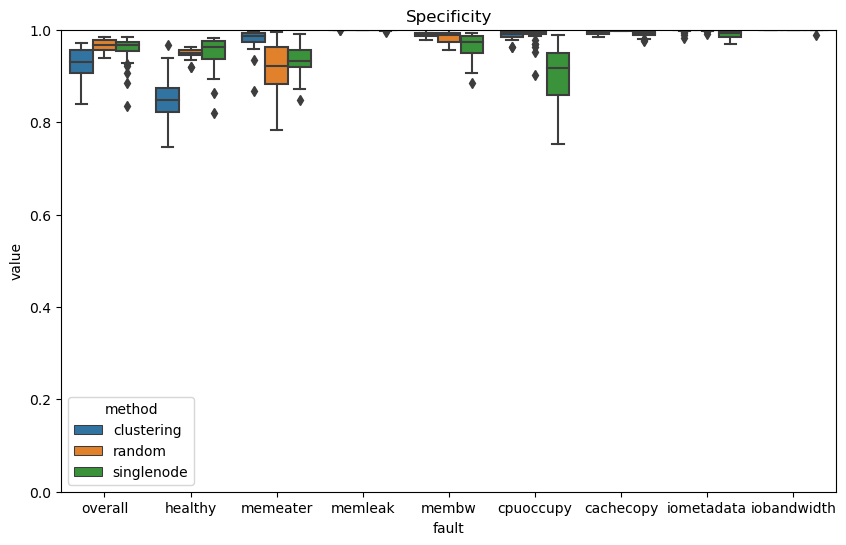 Specificity
1.0
0.8
0.6
0.4
0.2
0.0
value
method
clustering
random
singlenode
overall healthy memeater memleak membw cpuoccupy cachecopy iometadata iobandwidth
fault